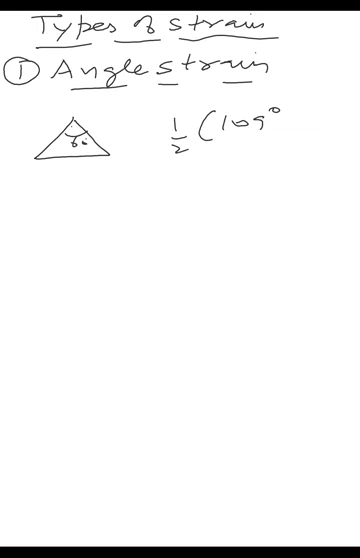 Types of strain
① Angle strain
60° 1/2 (109°